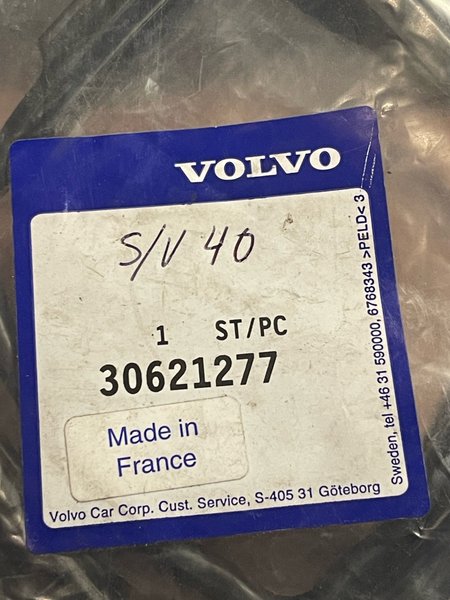 VOLVO
S/V 40
1 ST/PC
30621277
Made in
France
Volvo Car Corp. Cust. Service, S-405 31 Göteborg
Sweden, tel +46 31 590000, 6768343 >PELD< 3